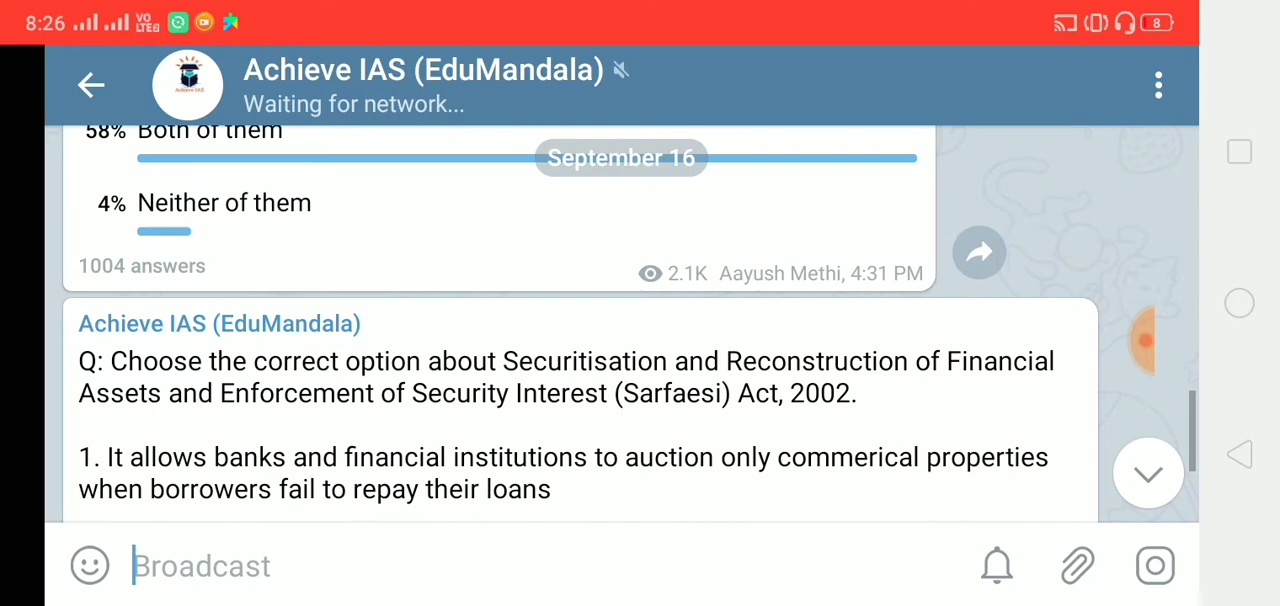 8:26 VO LTE2 8
Achieve IAS (EduMandala)
Waiting for network...
58% Both of them
September 16
4% Neither of them
1004 answers
2.1K Aayush Methi, 4:31 PM
Achieve IAS (EduMandala)
Q: Choose the correct option about Securitisation and Reconstruction of Financial
Assets and Enforcement of Security Interest (Sarfaesi) Act, 2002.
1. It allows banks and financial institutions to auction only commerical properties
when borrowers fail to repay their loans
Broadcast